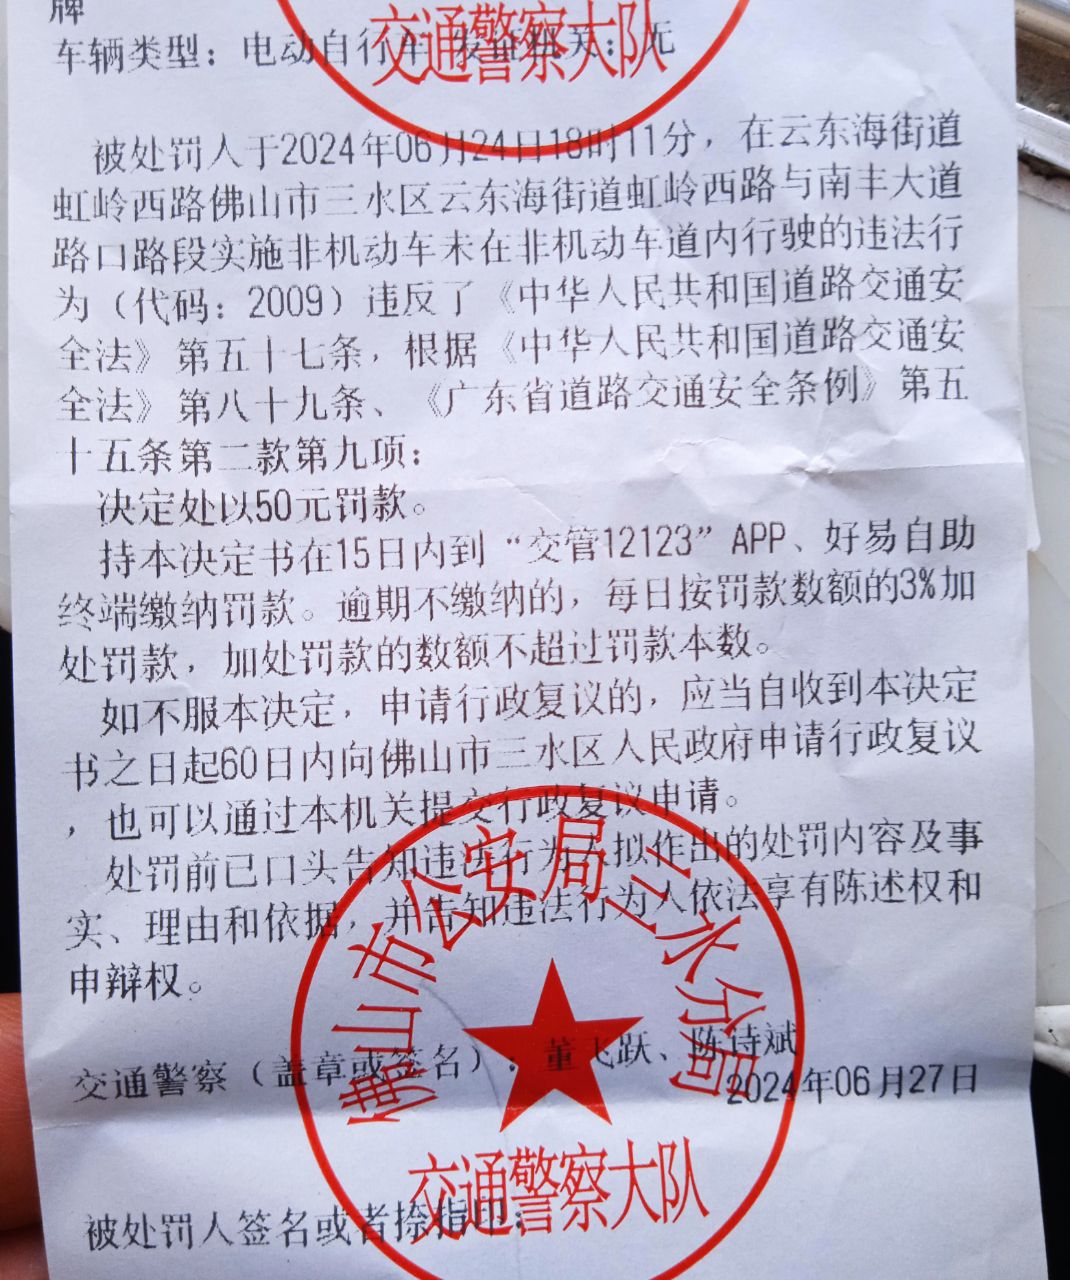 牌
交通警察大队
车辆类型：电动自行车 发证机关：无
被处罚人于2024年06月24日18时11分，在云东海街道
虹岭西路佛山市三水区云东海街道虹岭西路与南丰大道
路口路段实施非机动车未在非机动车道内行驶的违法行
为（代码：2009）违反了《中华人民共和国道路交通安
全法》第五十七条，根据《中华人民共和国道路交通安
全法》第八十九条、《广东省道路交通安全条例》第五
十五条第二款第九项：
决定处以50元罚款。
持本决定书在15日内到“交管12123”APP、好易自助
终端缴纳罚款。逾期不缴纳的，每日按罚款数额的3%加
处罚款，加处罚款的数额不超过罚款本数。
如不服本决定，申请行政复议的，应当自收到本决定
书之日起60日内向佛山市三水区人民政府申请行政复议
，也可以通过本机关提交行政复议申请。
处罚前已口头告知违法行为人拟作出的处罚内容及事
实、理由和依据，并告知违法行为人依法享有陈述权和
申辩权。
佛山市公安局三水分局
交通警察（盖章或签名）：董飞跃、陈诗斌
2024年06月27日
交通警察大队
被处罚人签名或者捺指印：